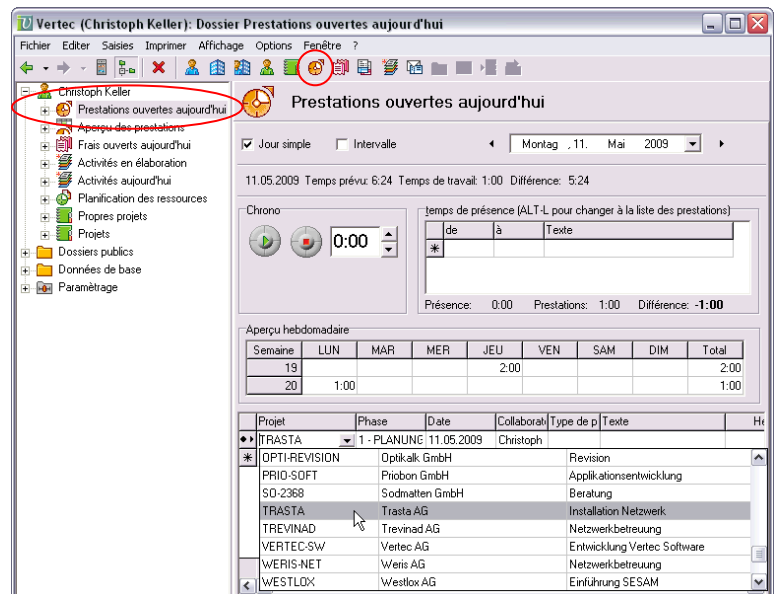 Vertec (Christoph Keller): Dossier Prestations ouvertes aujourd'hui
Fichier Editer Saisies Imprimer Affichage Options Fenêtre ?
Christoph Keller
Prestations ouvertes aujourd'hui
Aperçu des prestations
Frais ouverts aujourd'hui
Activités en élaboration
Activités aujourd'hui
Planification des ressources
Propres projets
Projets
Dossiers publics
Données de base
Paramètrage
Prestations ouvertes aujourd'hui
Jour simple Intervalle Montag , 11. Mai 2009
11.05.2009 Temps prévu: 6:24 Temps de travail: 1:00 Différence: 5:24
Chrono
0:00
temps de présence (ALT-L pour changer à la liste des prestations)
de à Texte
Présence: 0:00 Prestations: 1:00 Différence: -1:00
Aperçu hebdomadaire
Semaine LUN MAR MER JEU VEN SAM DIM Total
19 2:00 2:00
20 1:00 1:00
Projet Phase Date Collaborat Type de p Texte He
TRASTA 1 - PLANUNG 11.05.2009 Christoph
OPTI-REVISION Optikalk GmbH Revision
PRIO-SOFT Priobon GmbH Applikationsentwicklung
SO-2368 Sodmatten GmbH Beratung
TRASTA Trasta AG Installation Netzwerk
TREVINAD Trevinad AG Netzwerkbetreuung
VERTEC-SW Vertec AG Entwicklung Vertec Software
WERIS-NET Weris AG Netzwerkbetreuung
WESTLOX Westlox AG Einführung SESAM